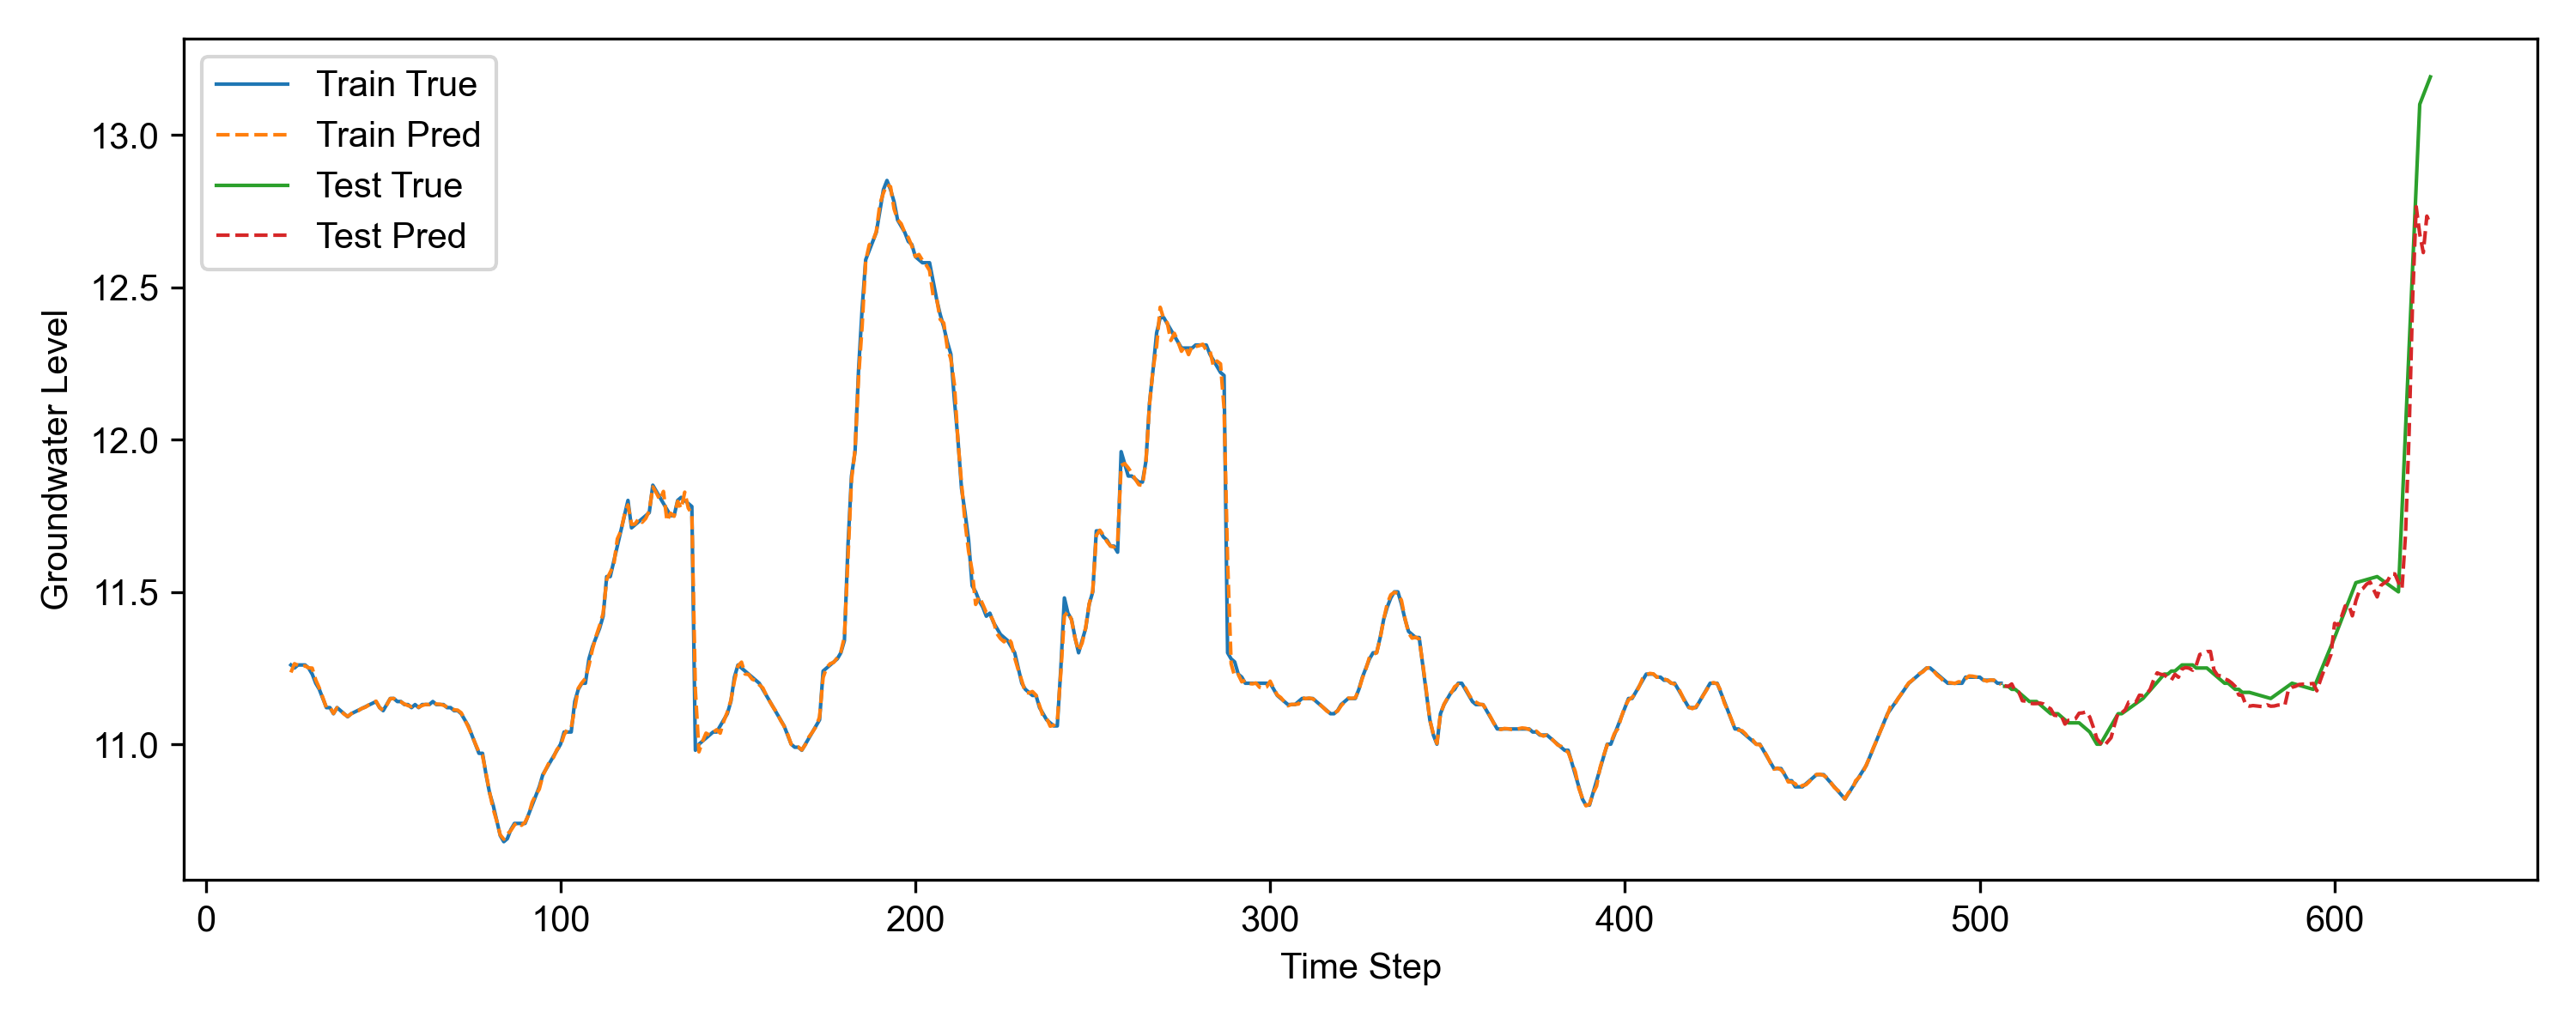 Train True
Train Pred
Test True
Test Pred
13.0
12.5
12.0
11.5
11.0
Groundwater Level
0 100 200 300 400 500 600
Time Step